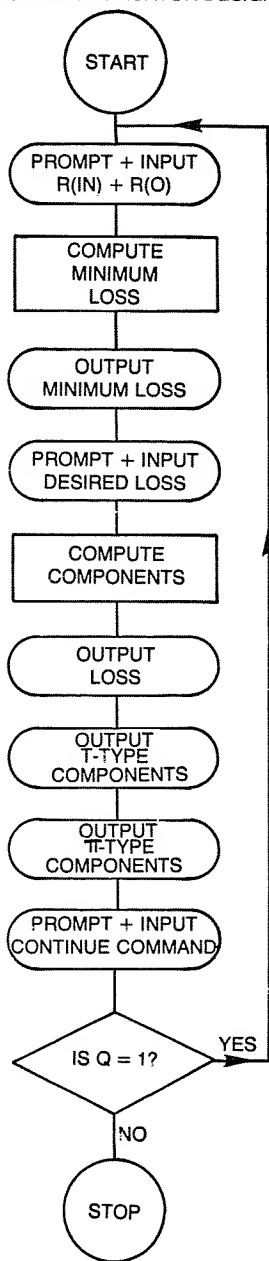 START
PROMPT + INPUT
R(IN) + R(O)
COMPUTE
MINIMUM
LOSS
OUTPUT
MINIMUM LOSS
PROMPT + INPUT
DESIRED LOSS
COMPUTE
COMPONENTS
OUTPUT
LOSS
OUTPUT
T-TYPE
COMPONENTS
OUTPUT
π-TYPE
COMPONENTS
PROMPT + INPUT
CONTINUE COMMAND
IS Q = 1?
YES
NO
STOP